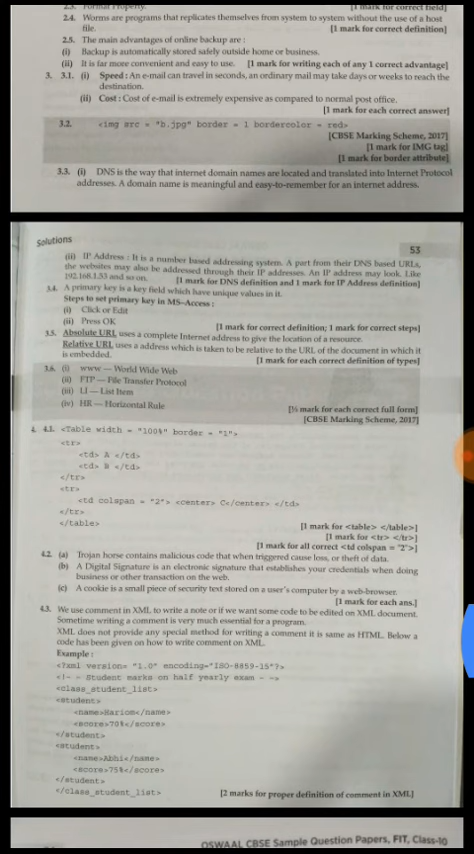 2.3. Formal Property. [1 mark for correct field]
2.4. Worms are programs that replicates themselves from system to system without the use of a host
file. [1 mark for correct definition]
2.5. The main advantages of online backup are :
(i) Backup is automatically stored safely outside home or business.
(ii) It is far more convenient and easy to use. [1 mark for writing each of any 1 correct advantage]
3. 3.1. (i) Speed : An e-mail can travel in seconds, an ordinary mail may take days or weeks to reach the
destination.
(ii) Cost : Cost of e-mail is extremely expensive as compared to normal post office.
[1 mark for each correct answer]
3.2. <img src = "b.jpg" border = 1 bordercolor = red>
[CBSE Marking Scheme, 2017]
[1 mark for IMG tag]
[1 mark for border attribute]
3.3. (i) DNS is the way that internet domain names are located and translated into Internet Protocol
addresses. A domain name is meaningful and easy-to-remember for an internet address.
Solutions
53
(ii) IP Address : It is a number based addressing system. A part from their DNS based URLs,
the websites may also be addressed through their IP addresses. An IP address may look. Like
192.168.1.53 and so on. [1 mark for DNS definition and 1 mark for IP Address definition]
3.4. A primary key is a key field which have unique values in it.
Steps to set primary key in MS-Access :
(i) Click or Edit
(ii) Press OK [1 mark for correct definition; 1 mark for correct steps]
3.5. Absolute URL uses a complete Internet address to give the location of a resource.
Relative URL uses a address which is taken to be relative to the URL of the document in which it
is embedded. [1 mark for each correct definition of types]
3.6. (i) www — World Wide Web
(ii) FTP — File Transfer Protocol
(iii) LI — List Item
(iv) HR — Horizontal Rule [½ mark for each correct full form]
[CBSE Marking Scheme, 2017]
4. 4.1. <Table width = "100%" border = "1">
<tr>
<td> A </td>
<td> B </td>
</tr>
<tr>
<td colspan = "2"> <center> C</center> </td>
</tr>
</table> [1 mark for <table> </table>]
[1 mark for <tr> </tr>]
[1 mark for all correct <td colspan = "2">]
4.2. (a) Trojan horse contains malicious code that when triggered cause loss, or theft of data.
(b) A Digital Signature is an electronic signature that establishes your credentials when doing
business or other transaction on the web.
(c) A cookie is a small piece of security text stored on a user's computer by a web-browser.
[1 mark for each ans.]
4.3. We use comment in XML to write a note or if we want some code to be edited on XML document.
Sometime writing a comment is very much essential for a program.
XML does not provide any special method for writing a comment it is same as HTML. Below a
code has been given on how to write comment on XML.
Example :
<?xml version= "1.0" encoding="ISO-8859-15"?>
<!- - Student marks on half yearly exam - ->
<class_student_list>
<student>
<name>Hariom</name>
<score>70%</score>
</student>
<student>
<name>Abhi</name>
<score>75%</score>
</student>
</class_student_list> [2 marks for proper definition of comment in XML]
OSWAAL CBSE Sample Question Papers, FIT, Class-10